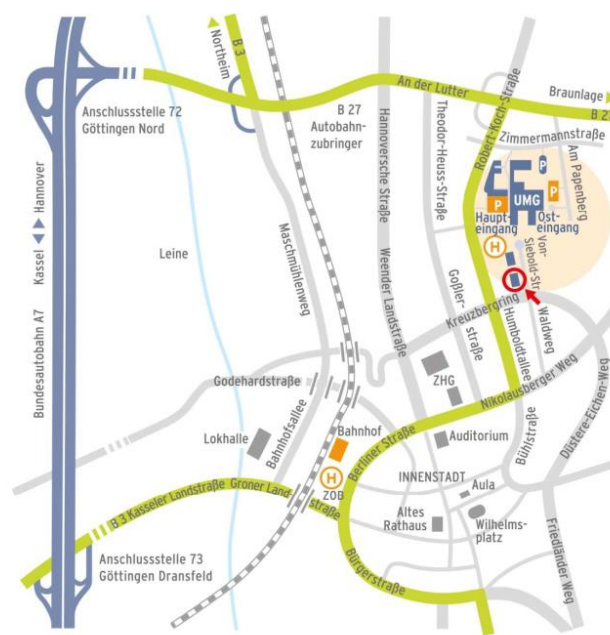 Northeim
B 3
An der Lutter
Robert-Koch-Straße
Braunlage
B 27
Anschlussstelle 72
Göttingen Nord
B 27
Autobahn-
zubringer
Hannoversche Straße
Theodor-Heuss-Straße
Zimmermannstraße
Am Papenberg
P
P
P
UMG
Haupt-
eingang
Ost-
eingang
H
Von-
Siebold-Str.
Kassel
Hannover
Bundesautobahn A7
Leine
Maschmühlenweg
Weender Landstraße
Goßler-
straße
Kreuzbergring
Humboldtallee
Waldweg
Nikolausberger Weg
Düstere-Eichen-Weg
Godehardstraße
Bahnhofsallee
ZHG
Lokhalle
Bahnhof
H
ZOB
Berliner Straße
Auditorium
Bühlstraße
INNENSTADT
Aula
Altes
Rathaus
Wilhelms-
platz
B 3 Kasseler Landstraße
Groner Land-
straße
Bürgerstraße
Friedländer Weg
Anschlussstelle 73
Göttingen Dransfeld